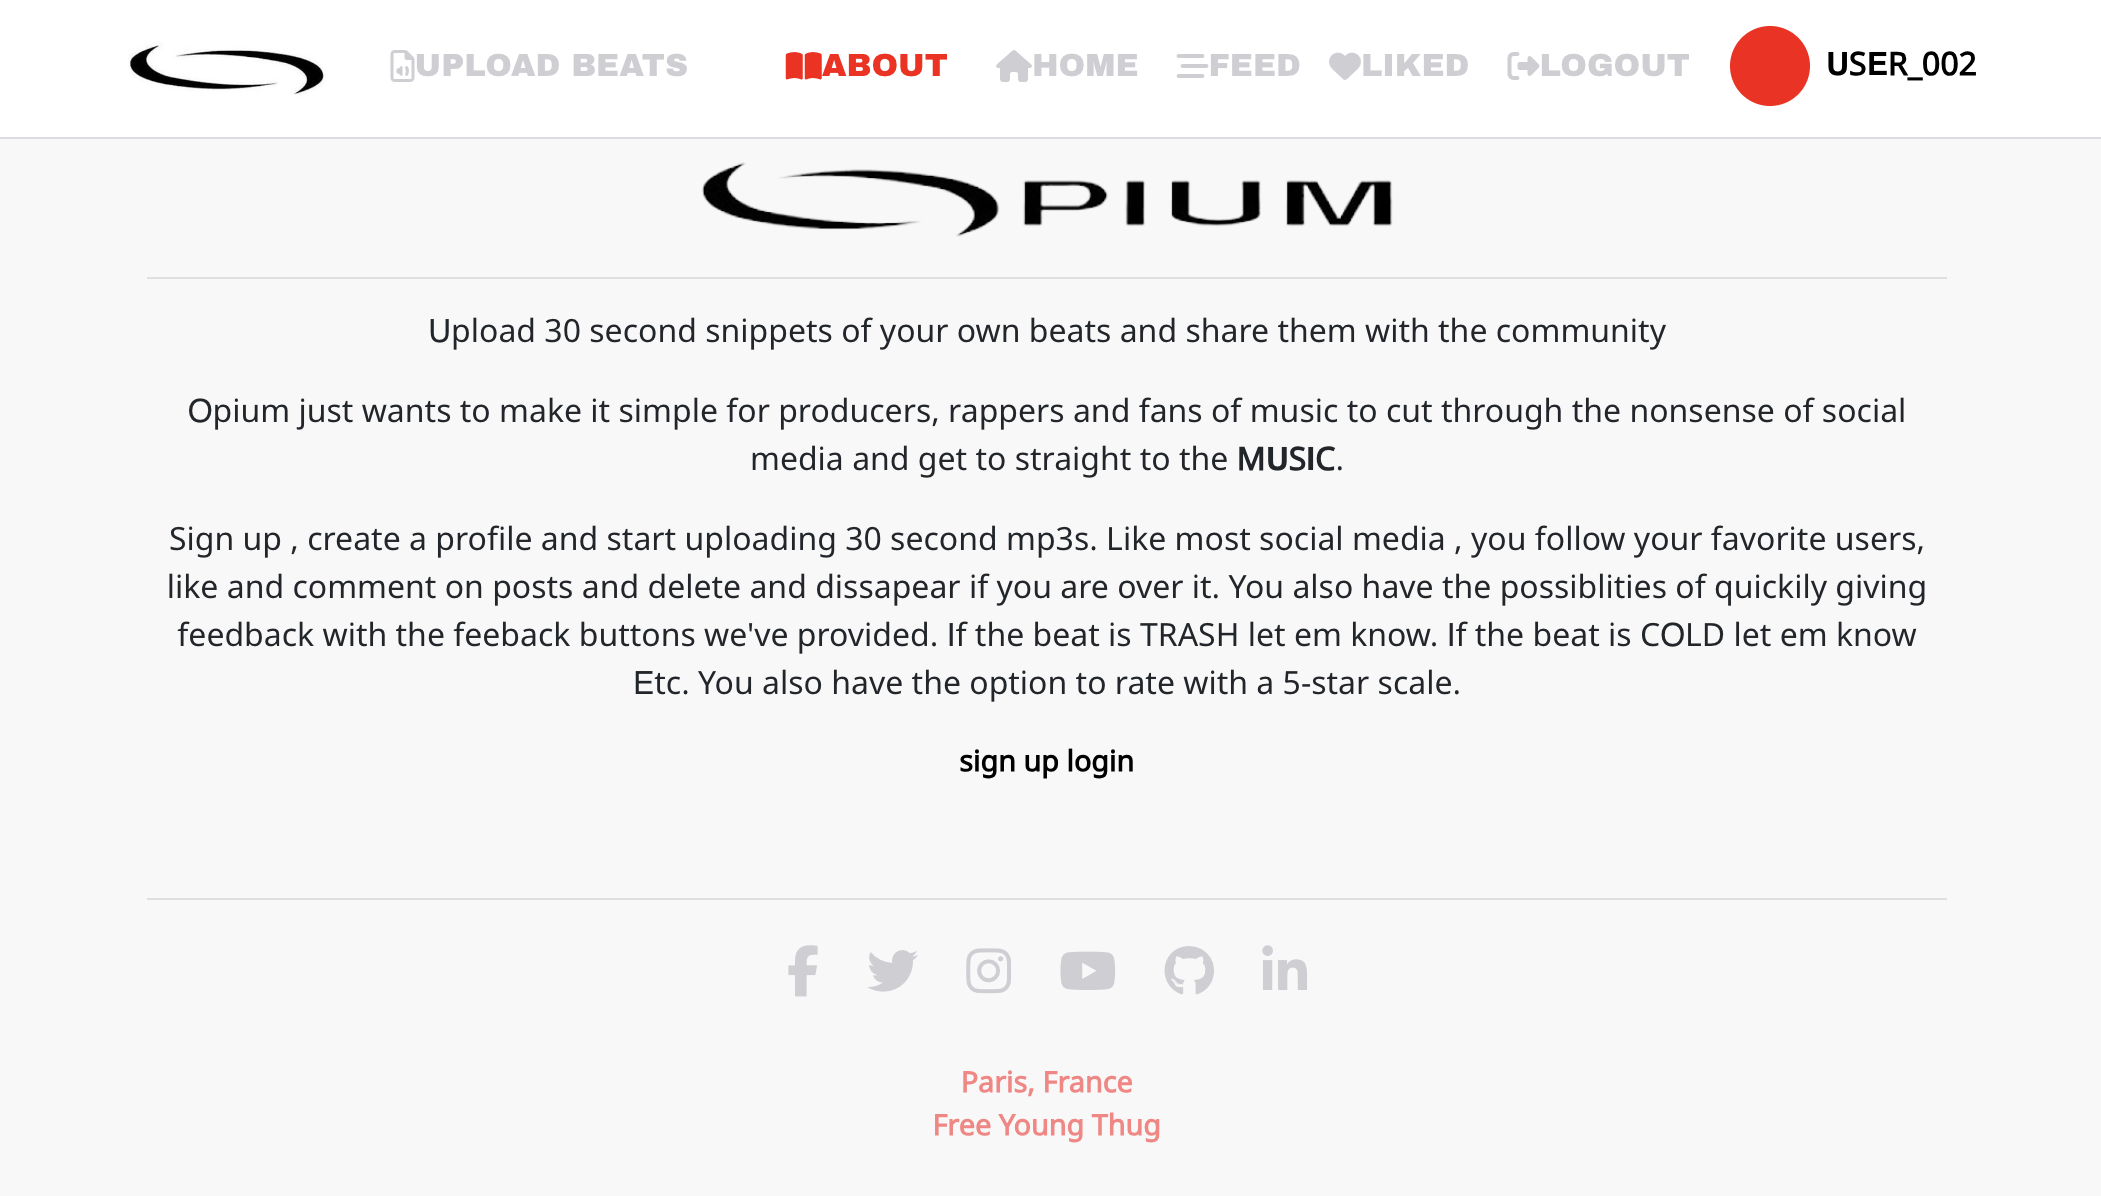 UPLOAD BEATS ABOUT HOME FEED LIKED LOGOUT USER_002
OPIUM
Upload 30 second snippets of your own beats and share them with the community
Opium just wants to make it simple for producers, rappers and fans of music to cut through the nonsense of social
media and get to straight to the MUSIC.
Sign up , create a profile and start uploading 30 second mp3s. Like most social media , you follow your favorite users,
like and comment on posts and delete and dissapear if you are over it. You also have the possiblities of quickily giving
feedback with the feeback buttons we've provided. If the beat is TRASH let em know. If the beat is COLD let em know
Etc. You also have the option to rate with a 5-star scale.
sign up login
Paris, France
Free Young Thug